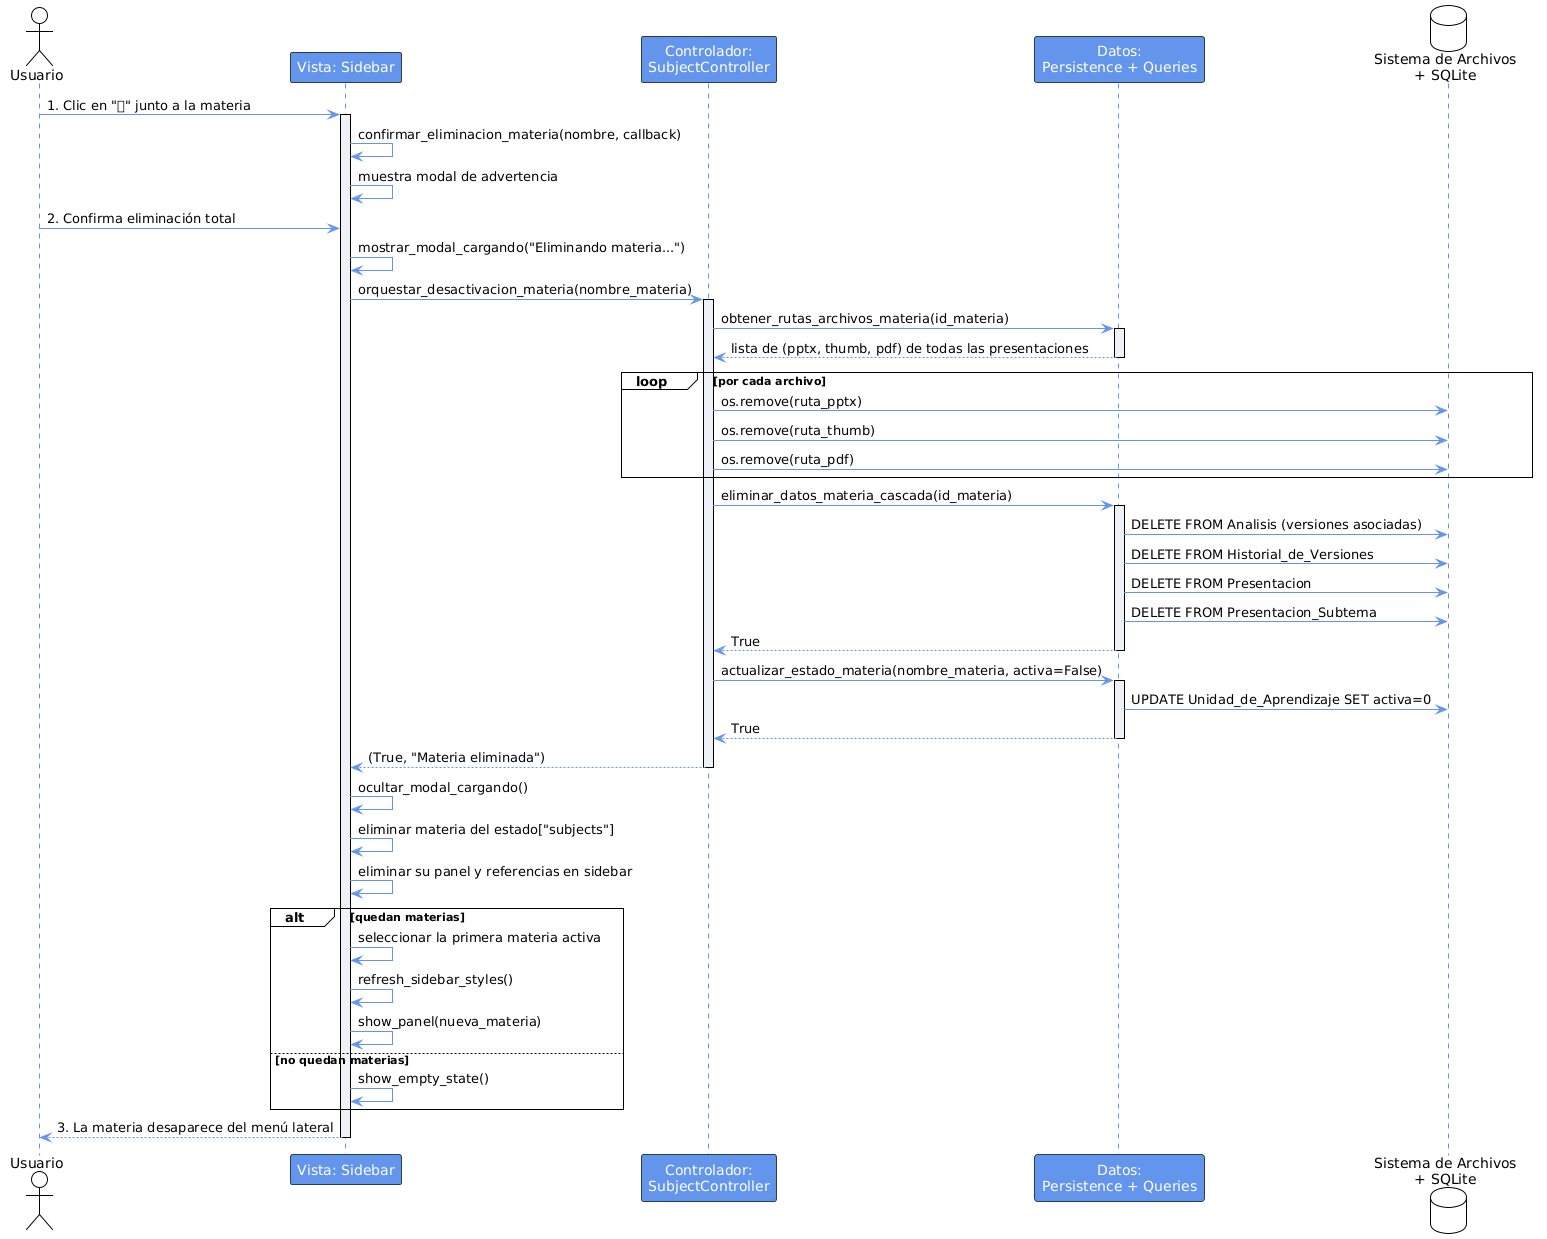 Usuario
Vista: Sidebar
Controlador:
SubjectController
Datos:
Persistence + Queries
Sistema de Archivos
+ SQLite
1. Clic en "▯" junto a la materia
confirmar_eliminacion_materia(nombre, callback)
muestra modal de advertencia
2. Confirma eliminación total
mostrar_modal_cargando("Eliminando materia...")
orquestar_desactivacion_materia(nombre_materia)
obtener_rutas_archivos_materia(id_materia)
lista de (pptx, thumb, pdf) de todas las presentaciones
loop [por cada archivo]
os.remove(ruta_pptx)
os.remove(ruta_thumb)
os.remove(ruta_pdf)
eliminar_datos_materia_cascada(id_materia)
DELETE FROM Analisis (versiones asociadas)
DELETE FROM Historial_de_Versiones
DELETE FROM Presentacion
DELETE FROM Presentacion_Subtema
True
actualizar_estado_materia(nombre_materia, activa=False)
UPDATE Unidad_de_Aprendizaje SET activa=0
True
(True, "Materia eliminada")
ocultar_modal_cargando()
eliminar materia del estado["subjects"]
eliminar su panel y referencias en sidebar
alt [quedan materias]
seleccionar la primera materia activa
refresh_sidebar_styles()
show_panel(nueva_materia)
[no quedan materias]
show_empty_state()
3. La materia desaparece del menú lateral
Usuario
Vista: Sidebar
Controlador:
SubjectController
Datos:
Persistence + Queries
Sistema de Archivos
+ SQLite